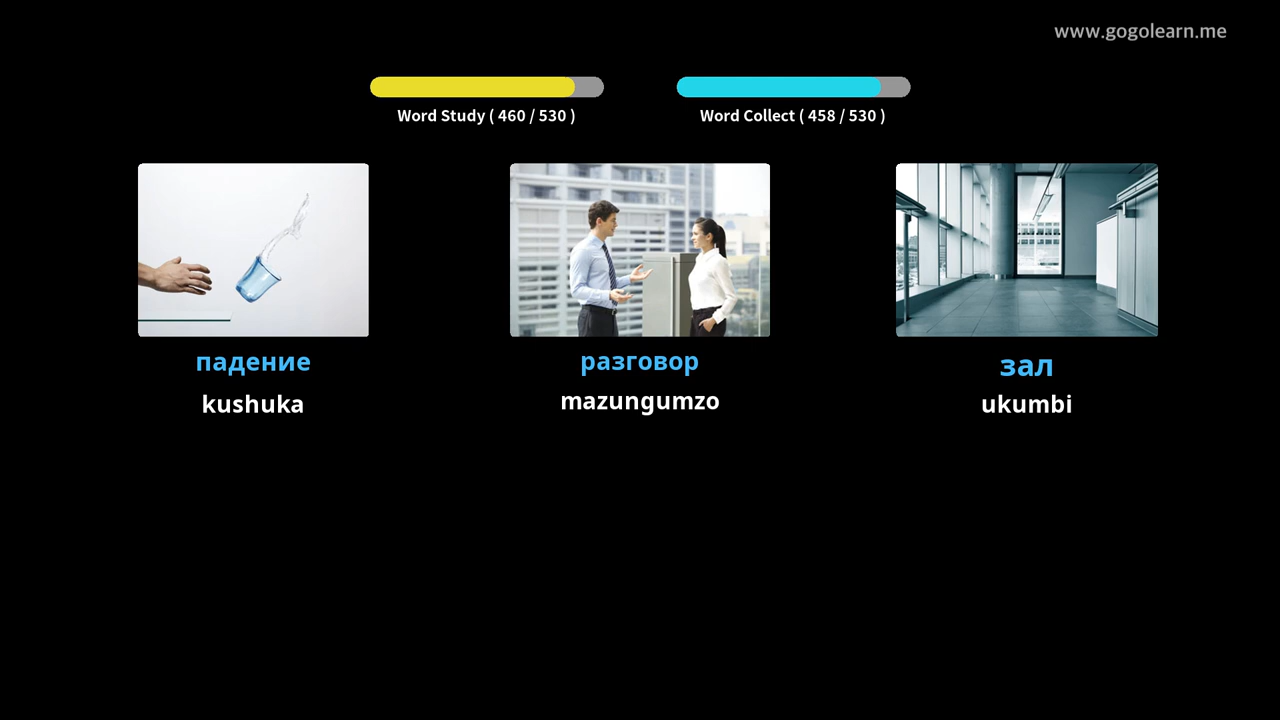 www.gogolearn.me
Word Study ( 460 / 530 )
Word Collect ( 458 / 530 )
падение
разговор
зал
kushuka
mazungumzo
ukumbi